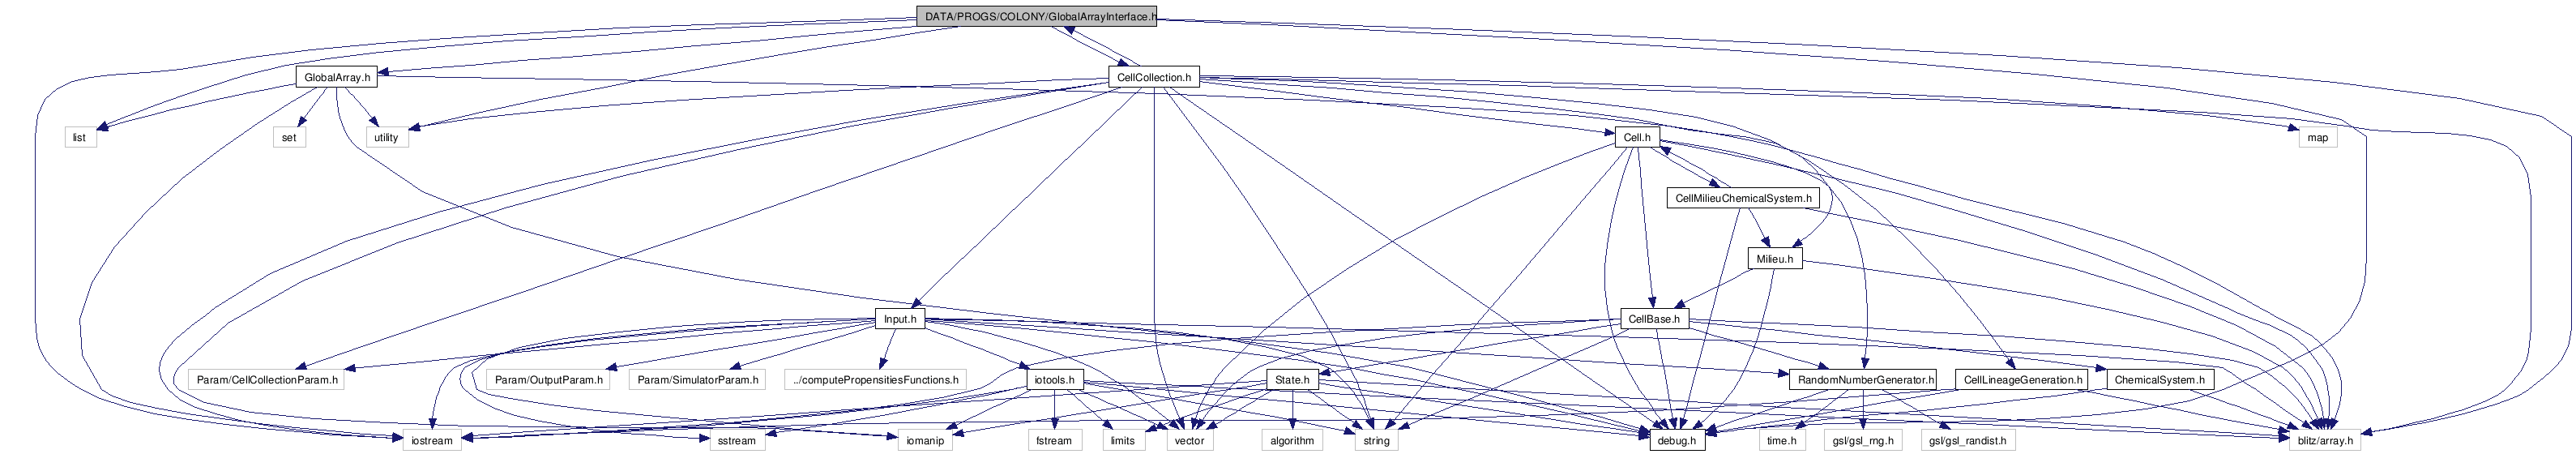 DATA/PROGS/COLONY/GlobalArrayInterface.h
GlobalArray.h
CellCollection.h
list
set
utility
Cell.h
map
CellMilieuChemicalSystem.h
Milieu.h
Input.h
CellBase.h
Param/CellCollectionParam.h
Param/OutputParam.h
Param/SimulatorParam.h
../computePropensitiesFunctions.h
iotools.h
State.h
RandomNumberGenerator.h
CellLineageGeneration.h
ChemicalSystem.h
iostream
sstream
iomanip
fstream
limits
vector
algorithm
string
debug.h
time.h
gsl/gsl_rng.h
gsl/gsl_randist.h
blitz/array.h